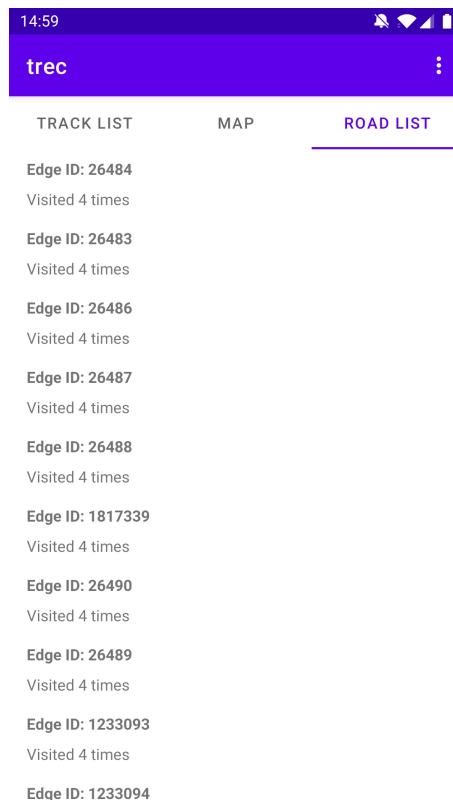 14:59
trec
TRACK LIST MAP ROAD LIST
Edge ID: 26484
Visited 4 times
Edge ID: 26483
Visited 4 times
Edge ID: 26486
Visited 4 times
Edge ID: 26487
Visited 4 times
Edge ID: 26488
Visited 4 times
Edge ID: 1817339
Visited 4 times
Edge ID: 26490
Visited 4 times
Edge ID: 26489
Visited 4 times
Edge ID: 1233093
Visited 4 times
Edge ID: 1233094